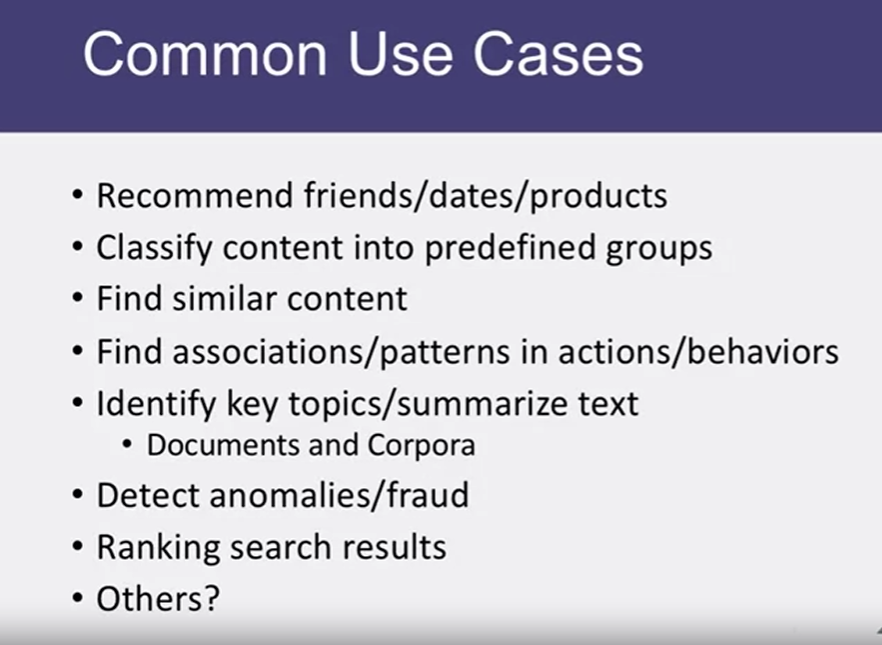 Common Use Cases
• Recommend friends/dates/products
• Classify content into predefined groups
• Find similar content
• Find associations/patterns in actions/behaviors
• Identify key topics/summarize text
• Documents and Corpora
• Detect anomalies/fraud
• Ranking search results
• Others?